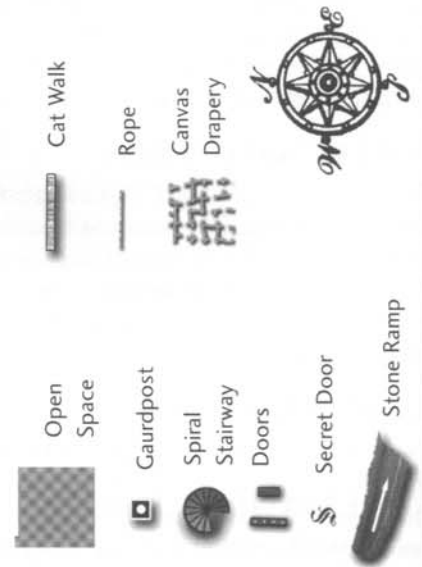 Open
Space
Gaurdpost
Spiral
Stairway
Doors
S
Secret Door
Stone Ramp
Cat Walk
Rope
Canvas
Drapery
N
E
W
S